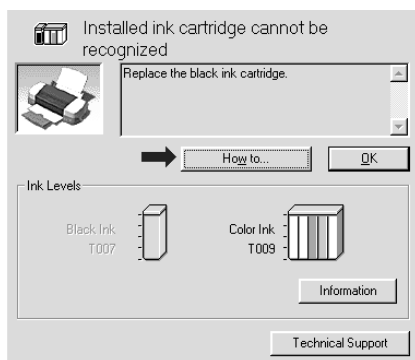 Installed ink cartridge cannot be
recognized
Replace the black ink cartridge.
How to...
OK
Ink Levels
Black Ink
T007
Color Ink
T009
Information
Technical Support